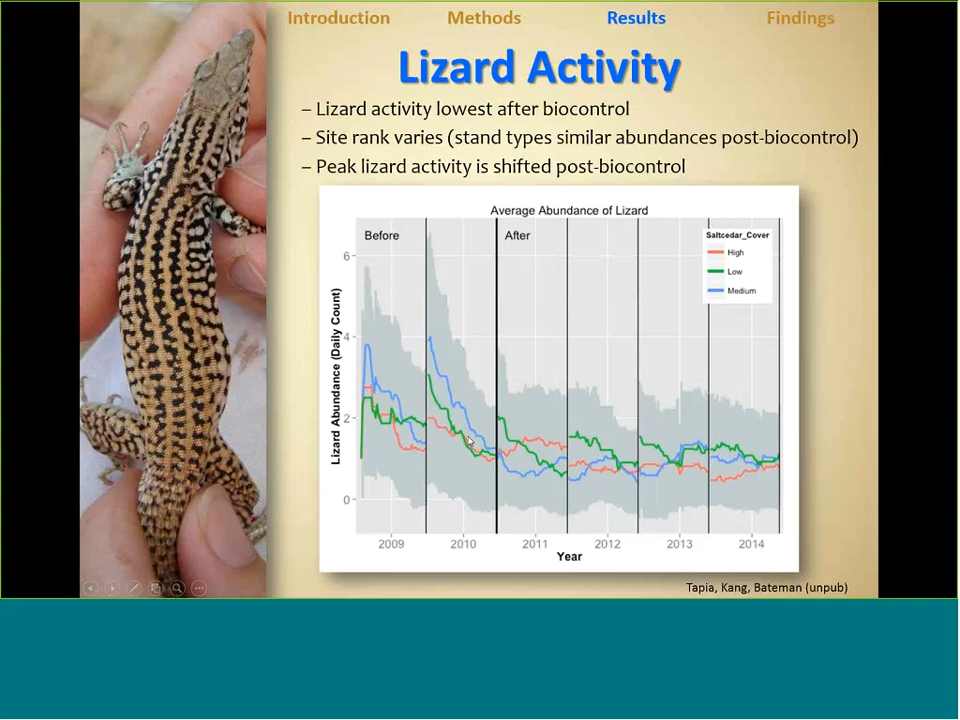 Introduction Methods Results Findings
Lizard Activity
– Lizard activity lowest after biocontrol
– Site rank varies (stand types similar abundances post-biocontrol)
– Peak lizard activity is shifted post-biocontrol
Average Abundance of Lizard
Before After
Saltcedar_Cover
High
Low
Medium
Lizard Abundance (Daily Count)
6
4
2
0
2009 2010 2011 2012 2013 2014
Year
Tapia, Kang, Bateman (unpub)